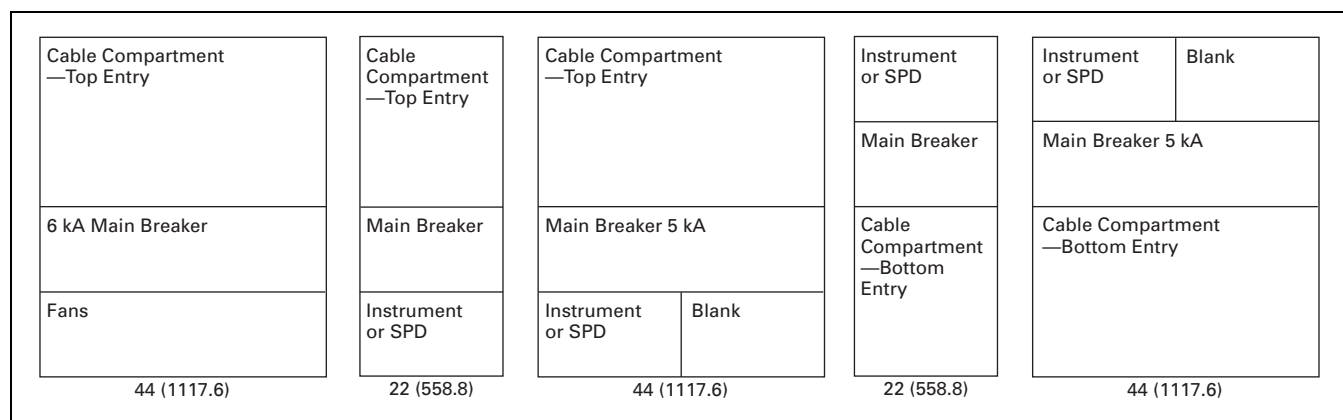 Cable Compartment
—Top Entry
6 kA Main Breaker
Fans
44 (1117.6)
Cable
Compartment
—Top Entry
Main Breaker
Instrument
or SPD
22 (558.8)
Cable Compartment
—Top Entry
Main Breaker 5 kA
Instrument
or SPD
Blank
44 (1117.6)
Instrument
or SPD
Main Breaker
Cable
Compartment
—Bottom
Entry
22 (558.8)
Instrument
or SPD
Blank
Main Breaker 5 kA
Cable Compartment
—Bottom Entry
44 (1117.6)